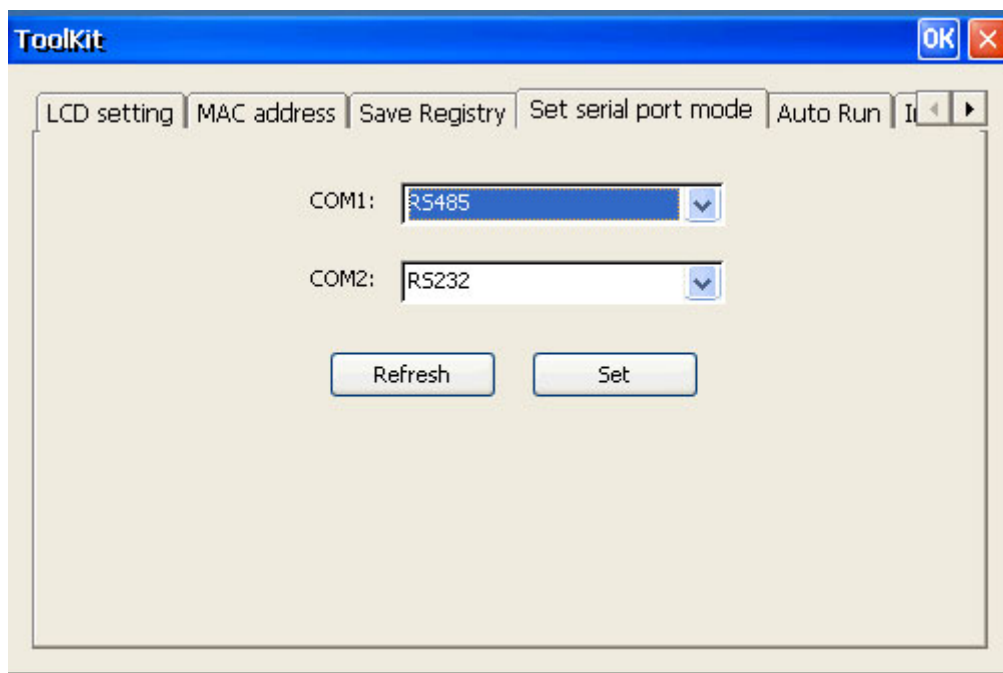 ToolKit OK
LCD setting MAC address Save Registry Set serial port mode Auto Run
COM1: RS485
COM2: RS232
Refresh Set